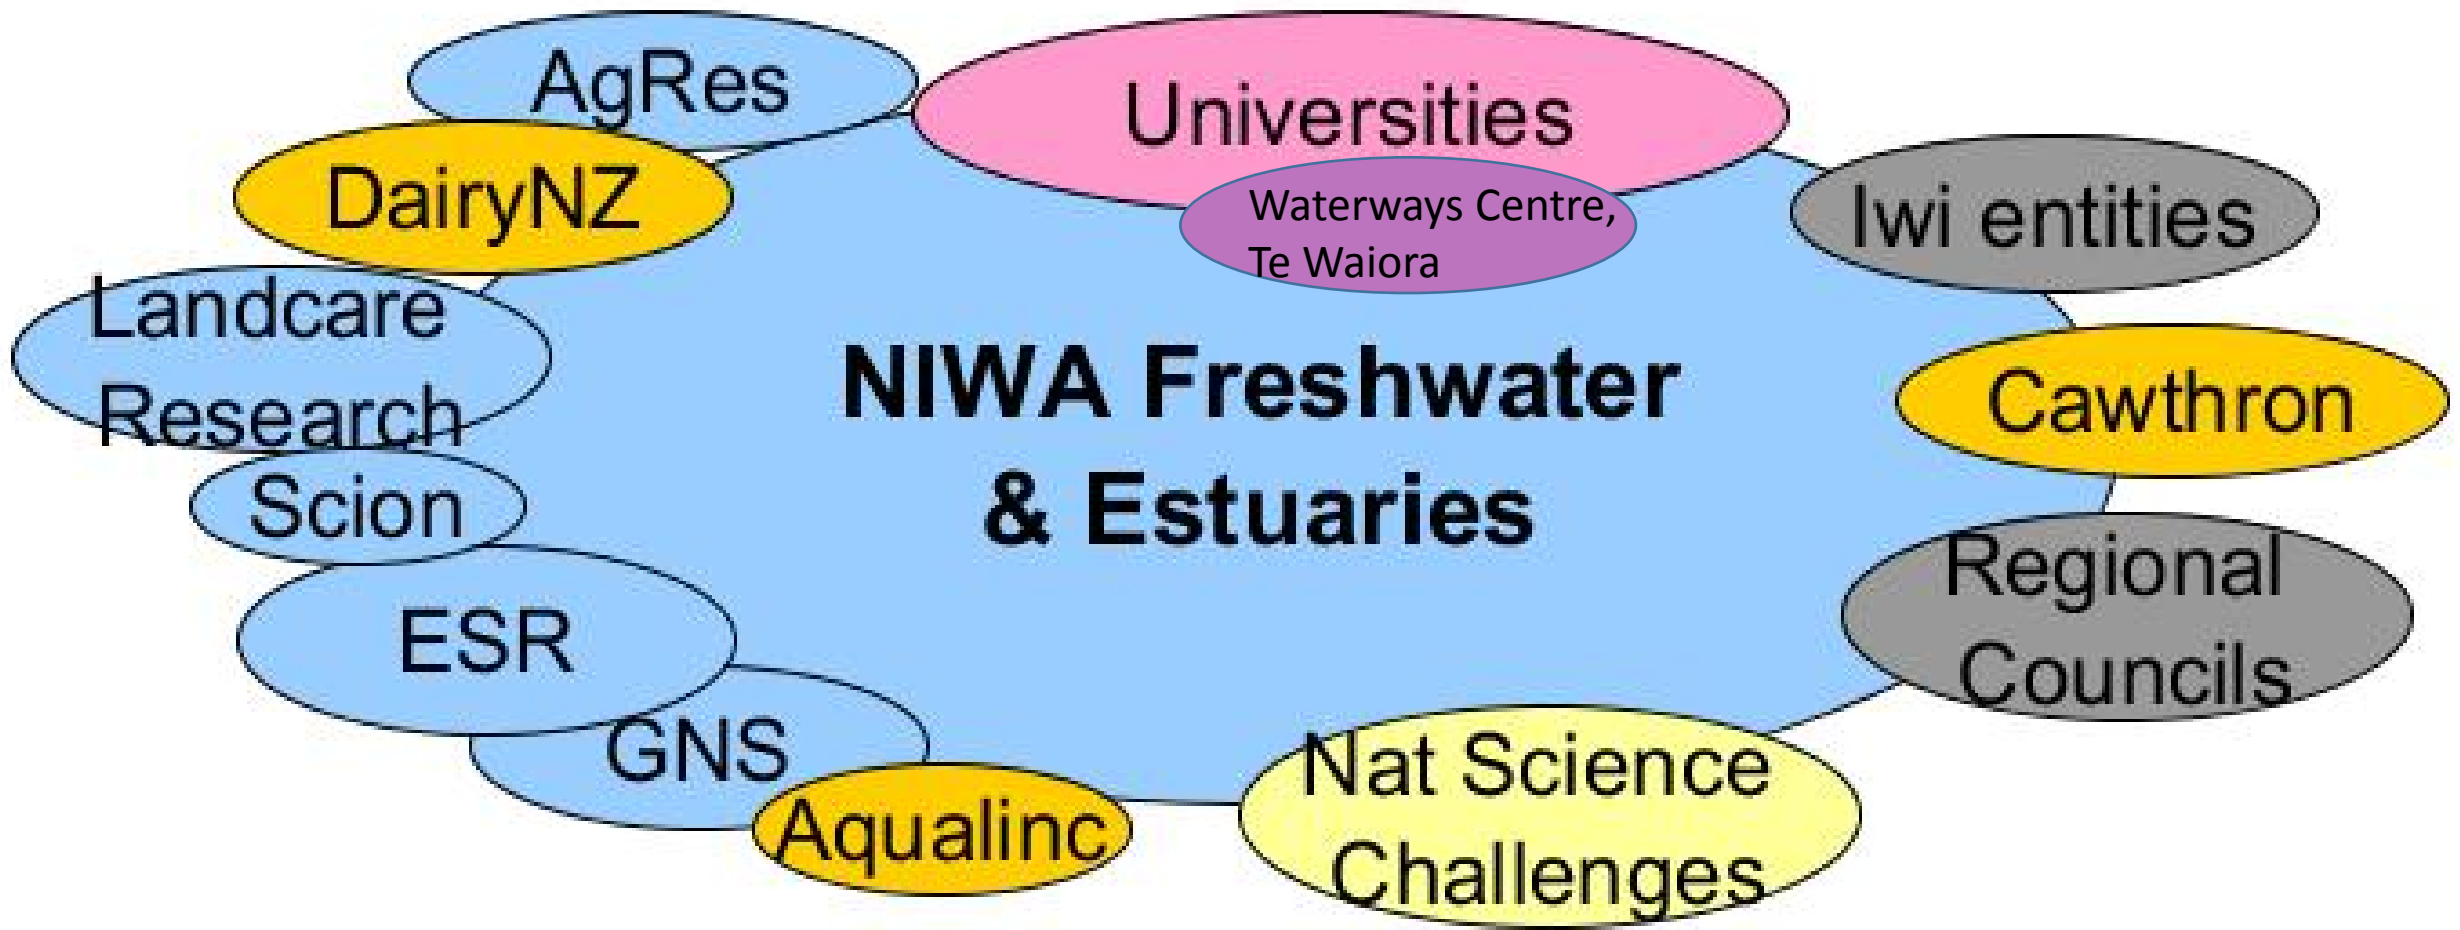 AgRes
Universities
DairyNZ
Waterways Centre,
Te Waiora
Iwi entities
Landcare
Research
NIWA Freshwater
& Estuaries
Cawthron
Scion
Regional
Councils
ESR
GNS
Aqualinc
Nat Science
Challenges